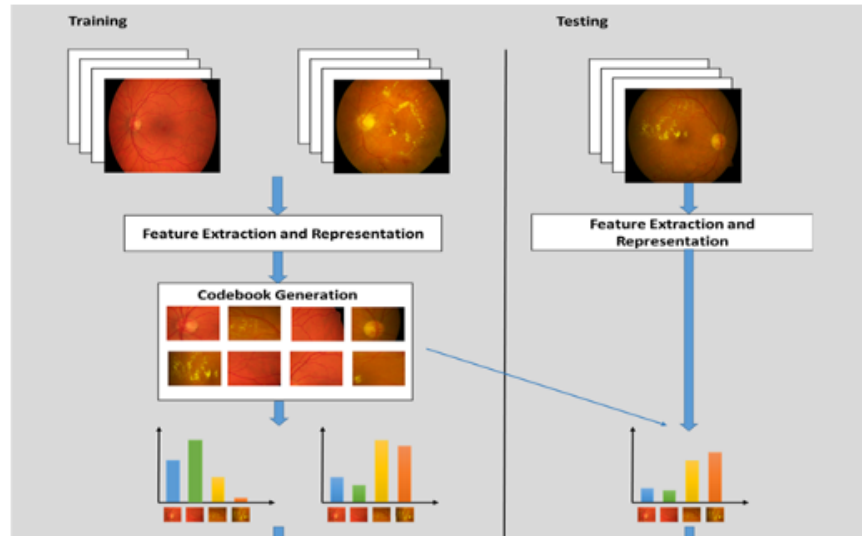 Training
Testing
Feature Extraction and Representation
Feature Extraction and
Representation
Codebook Generation